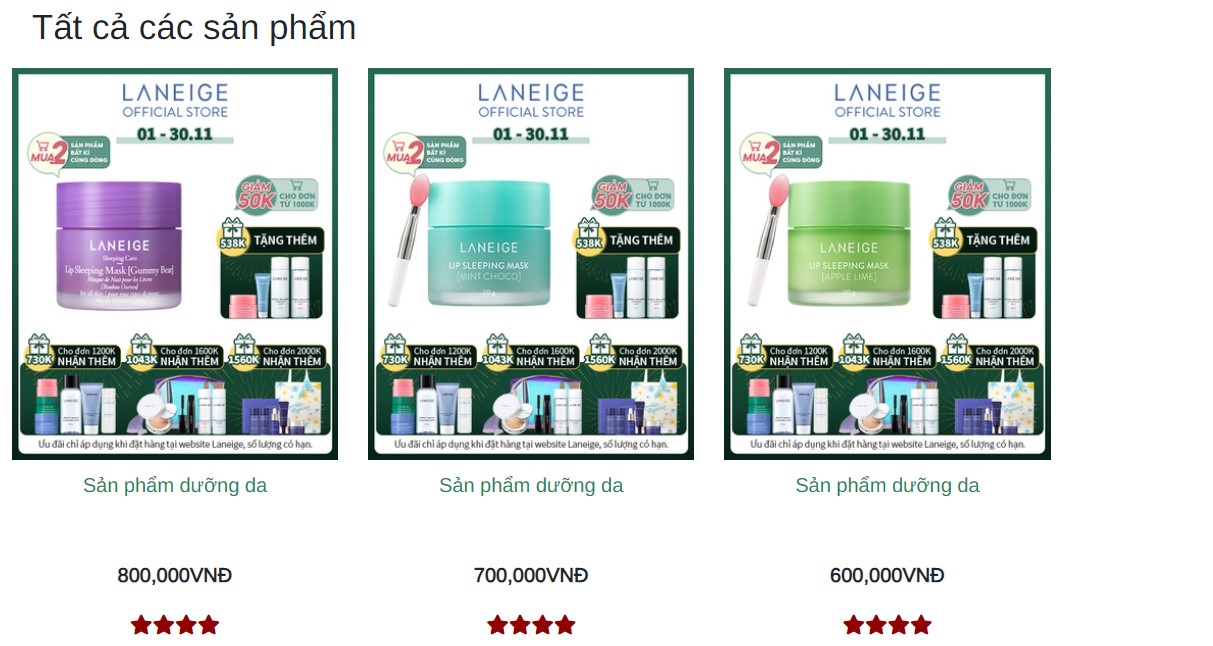 Tất cả các sản phẩm
LANEIGE
OFFICIAL STORE
01 - 30.11
MUA 2
SẢN PHẨM
BẤT KÌ
CÙNG DÒNG
GIẢM
50K
CHO ĐƠN
TỪ 1000K
538K
TẶNG THÊM
LANEIGE
Sleeping Care
Lip Sleeping Mask [Gummy Bear]
Masque de Nuit pour les Lèvres
730K
Cho đơn 1200K
NHẬN THÊM
1043K
Cho đơn 1600K
NHẬN THÊM
1560K
Cho đơn 2000K
NHẬN THÊM
Ưu đãi chỉ áp dụng khi đặt hàng tại website Laneige, số lượng có hạn.
Sản phẩm dưỡng da
800,000VNĐ
LANEIGE
OFFICIAL STORE
01 - 30.11
MUA 2
SẢN PHẨM
BẤT KÌ
CÙNG DÒNG
GIẢM
50K
CHO ĐƠN
TỪ 1000K
538K
TẶNG THÊM
LANEIGE
LIP SLEEPING MASK
[MINT CHOCO]
20 g
730K
Cho đơn 1200K
NHẬN THÊM
1043K
Cho đơn 1600K
NHẬN THÊM
1560K
Cho đơn 2000K
NHẬN THÊM
Ưu đãi chỉ áp dụng khi đặt hàng tại website Laneige, số lượng có hạn.
Sản phẩm dưỡng da
700,000VNĐ
LANEIGE
OFFICIAL STORE
01 - 30.11
MUA 2
SẢN PHẨM
BẤT KÌ
CÙNG DÒNG
GIẢM
50K
CHO ĐƠN
TỪ 1000K
538K
TẶNG THÊM
LANEIGE
LIP SLEEPING MASK
[APPLE LIME]
20 g
730K
Cho đơn 1200K
NHẬN THÊM
1043K
Cho đơn 1600K
NHẬN THÊM
1560K
Cho đơn 2000K
NHẬN THÊM
Ưu đãi chỉ áp dụng khi đặt hàng tại website Laneige, số lượng có hạn.
Sản phẩm dưỡng da
600,000VNĐ